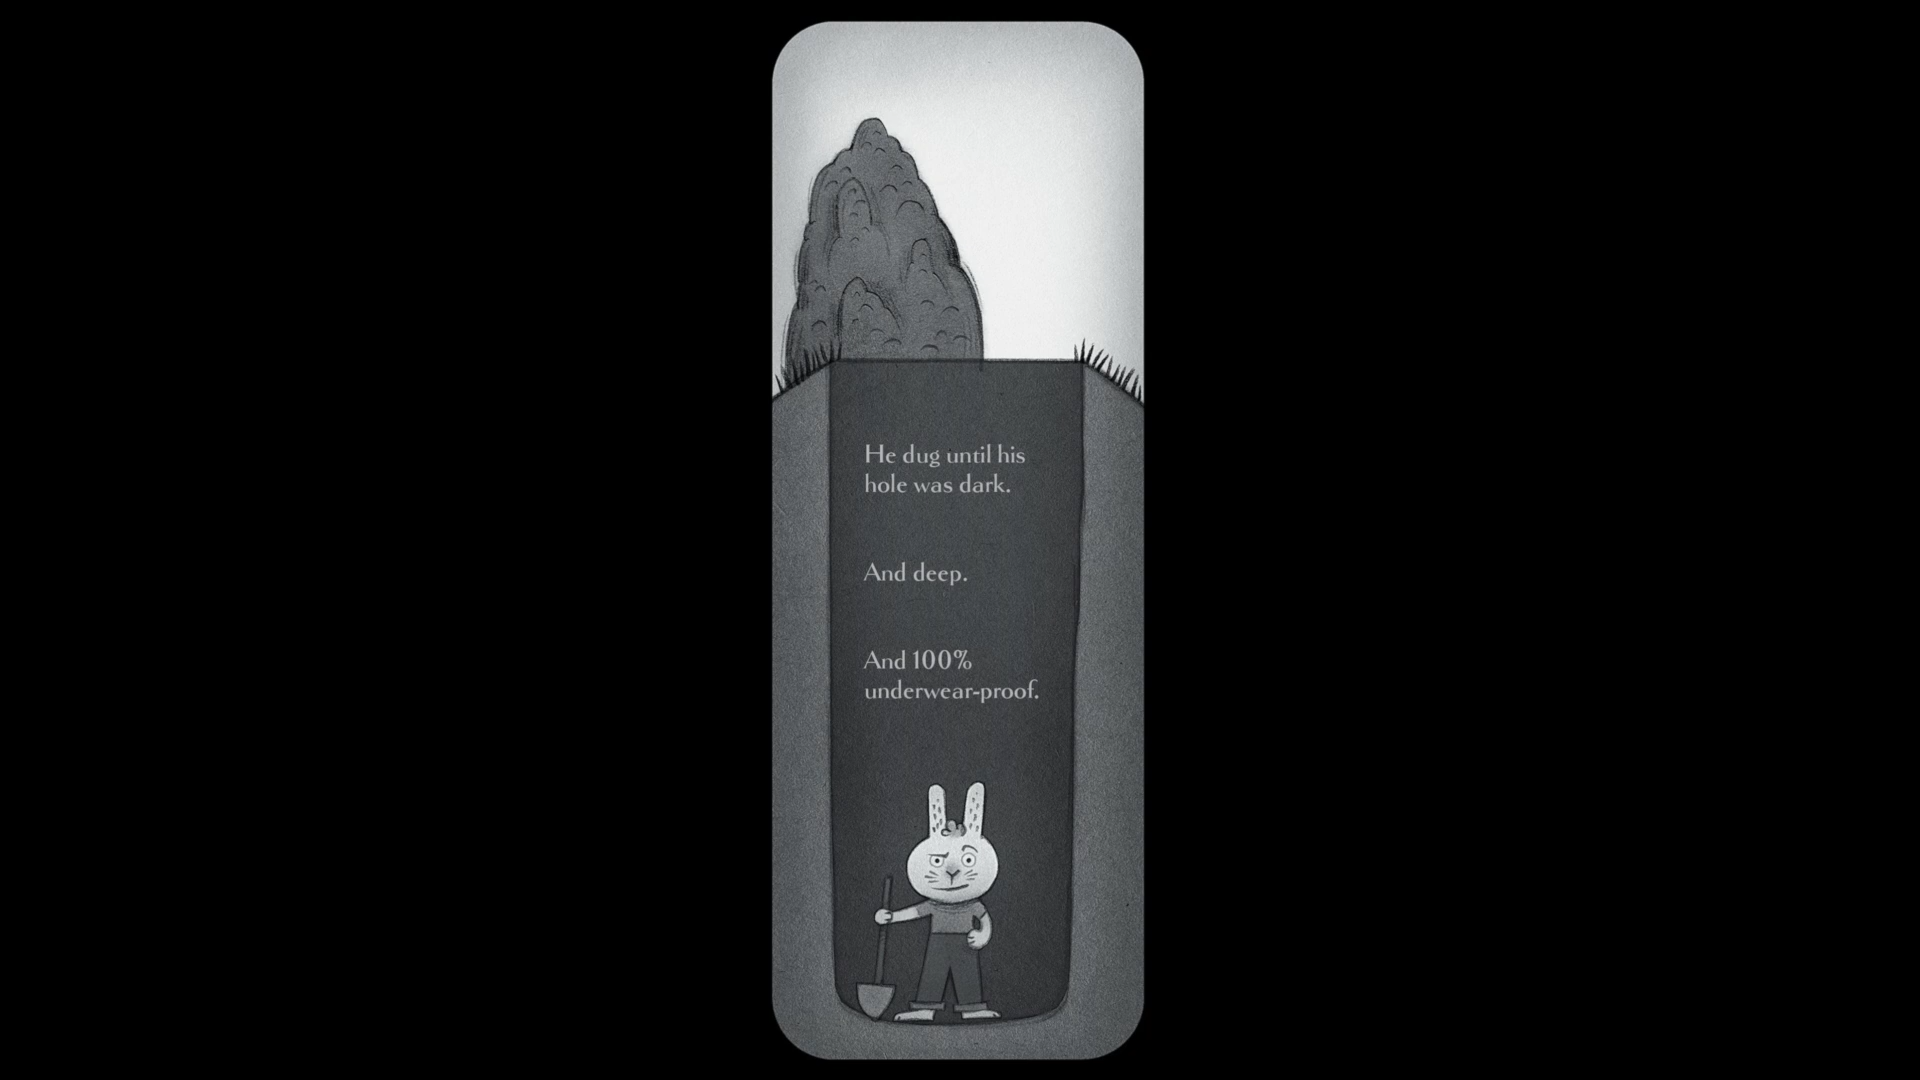 He dug until his
hole was dark.
And deep.
And 100%
underwear-proof.